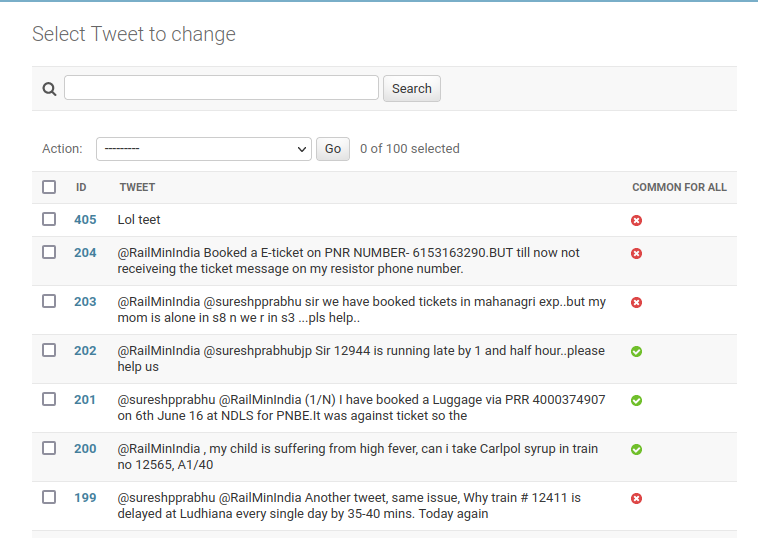 Select Tweet to change
Search
Action: --------- Go 0 of 100 selected
ID TWEET COMMON FOR ALL
405 Lol teet
204 @RailMinIndia Booked a E-ticket on PNR NUMBER- 6153163290.BUT till now not
receiveing the ticket message on my resistor phone number.
203 @RailMinIndia @sureshpprabhu sir we have booked tickets in mahanagri exp..but my
mom is alone in s8 n we r in s3 ...pls help..
202 @RailMinIndia @sureshprabhubjp Sir 12944 is running late by 1 and half hour..please
help us
201 @sureshpprabhu @RailMinIndia (1/N) I have booked a Luggage via PRR 4000374907
on 6th June 16 at NDLS for PNBE.It was against ticket so the
200 @RailMinIndia , my child is suffering from high fever, can i take Carlpol syrup in train
no 12565, A1/40
199 @sureshpprabhu @RailMinIndia Another tweet, same issue, Why train # 12411 is
delayed at Ludhiana every single day by 35-40 mins. Today again